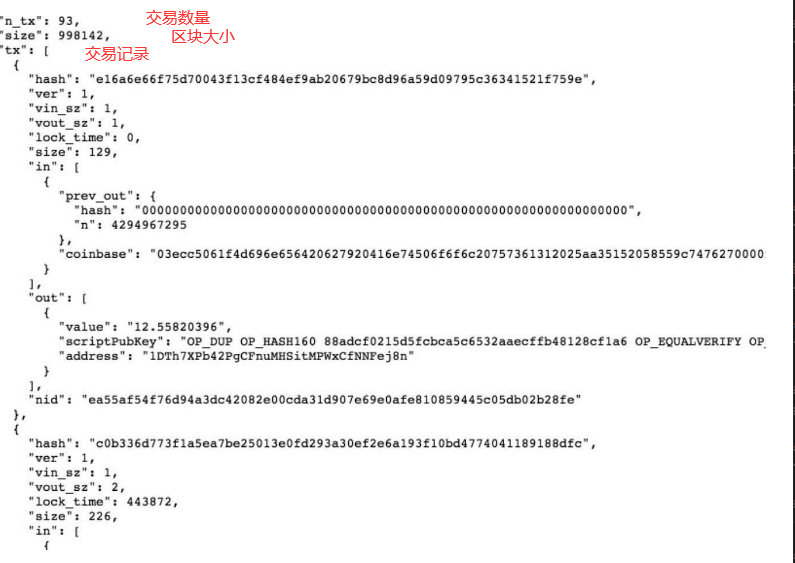 "n_tx": 93, 交易数量
"size": 998142, 区块大小
"tx": [ 交易记录
{
"hash": "e16a6e66f75d70043f13cf484ef9ab20679bc8d96a59d09795c36341521f759e",
"ver": 1,
"vin_sz": 1,
"vout_sz": 1,
"lock_time": 0,
"size": 129,
"in": [
{
"prev_out": {
"hash": "0000000000000000000000000000000000000000000000000000000000000000",
"n": 4294967295
},
"coinbase": "03ecc5061f4d696e656420627920416e74506f6f6c20757361312025aa35152058559c7476270000
}
],
"out": [
{
"value": "12.55820396",
"scriptPubKey": "OP_DUP OP_HASH160 88adcf0215d5fcbca5c6532aaecffb48128cf1a6 OP_EQUALVERIFY OP_
"address": "1DTh7XPb42PgCFnuMHSitMPWxCfNNFej8n"
}
],
"nid": "ea55af54f76d94a3dc42082e00cda31d907e69e0afe810859445c05db02b28fe"
},
{
"hash": "c0b336d773f1a5ea7be25013e0fd293a30ef2e6a193f10bd4774041189188dfc",
"ver": 1,
"vin_sz": 1,
"vout_sz": 2,
"lock_time": 443872,
"size": 226,
"in": [
{